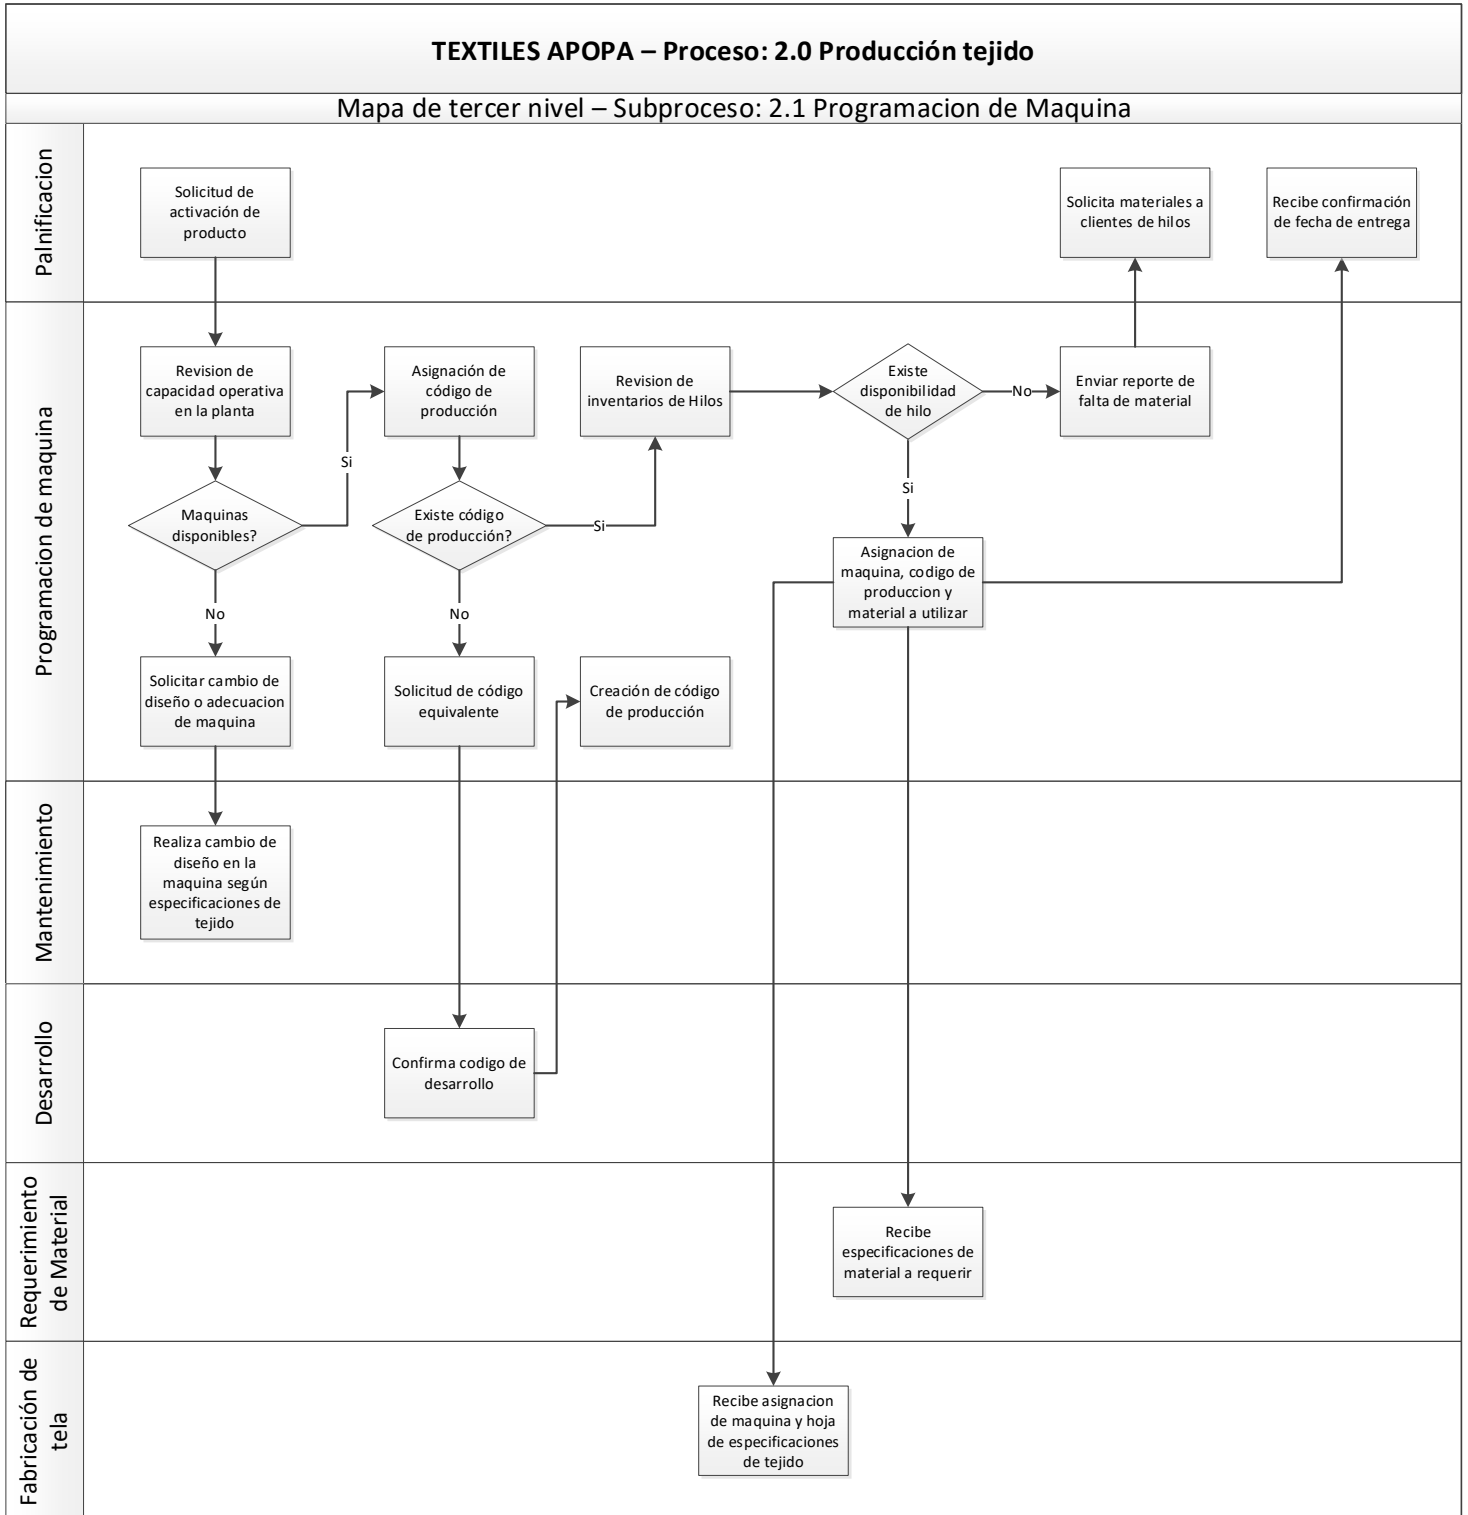 TEXTILES APOPA – Proceso: 2.0 Producción tejido
Mapa de tercer nivel – Subproceso: 2.1 Programacion de Maquina
Palnificacion
Solicitud de
activación de
producto
Solicita materiales a
clientes de hilos
Recibe confirmación
de fecha de entrega
Programacion de maquina
Revision de
capacidad operativa
en la planta
Asignación de
código de
producción
Revision de
inventarios de Hilos
Existe
disponibilidad
de hilo
No
Enviar reporte de
falta de material
Si
Maquinas
disponibles?
Existe código
de producción?
Si
Si
Asignacion de
maquina, codigo de
produccion y
material a utilizar
No
No
Solicitar cambio de
diseño o adecuacion
de maquina
Solicitud de código
equivalente
Creación de código
de producción
Mantenimiento
Realiza cambio de
diseño en la
maquina según
especificaciones de
tejido
Desarrollo
Confirma codigo de
desarrollo
Requerimiento
de Material
Recibe
especificaciones de
material a requerir
Fabricación de
tela
Recibe asignacion
de maquina y hoja
de especificaciones
de tejido